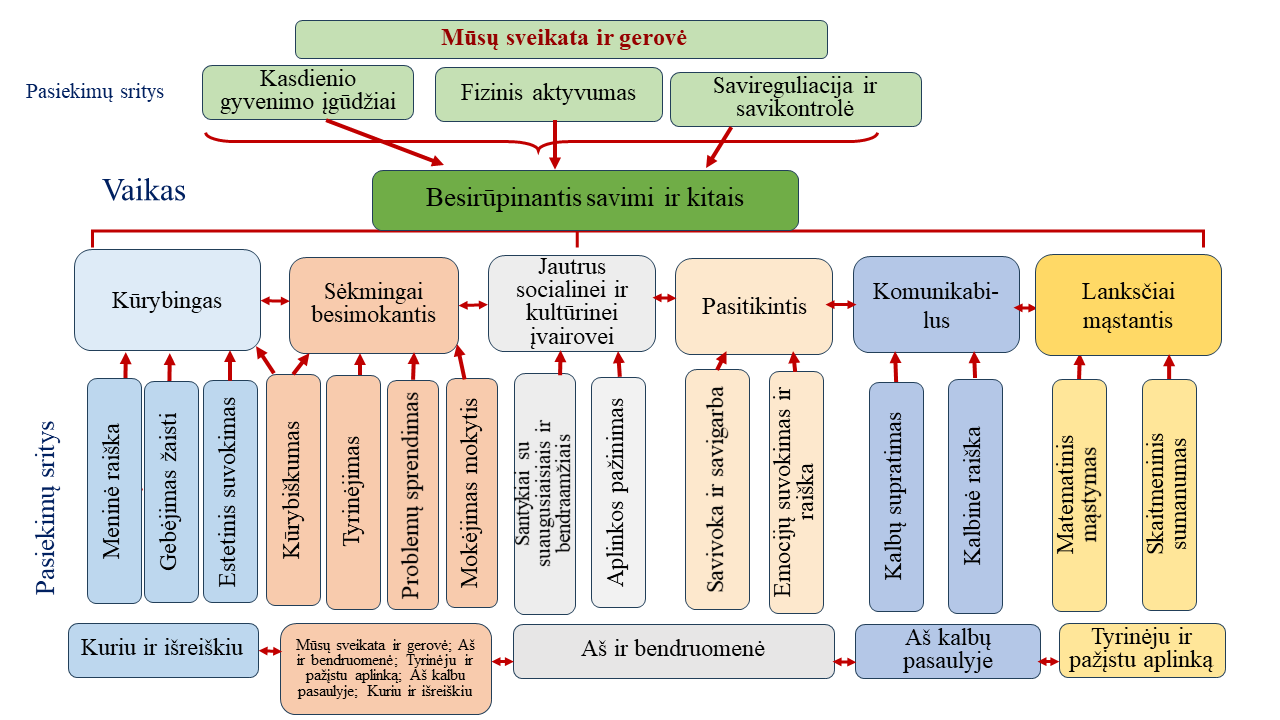 Mūsų sveikata ir gerovė
Pasiekimų sritys
Kasdienio
gyvenimo įgūdžiai
Fizinis aktyvumas
Savireguliacija ir
savikontrolė
Vaikas
Besirūpinantis savimi ir kitais
Kūrybingas
Sėkmingai
besimokantis
Jautrus
socialinei ir
kultūrinei
įvairovei
Pasitikintis
Komunikabi-
lus
Lanksčiai
mąstantis
Pasiekimų sritys
Meninė raiška
Gebėjimas žaisti
Estetinis suvokimas
Kūrybiškumas
Tyrinėjimas
Problemų sprendimas
Mokėjimas mokytis
Santykiai su
suaugusiaisiais ir
bendraamžiais
Aplinkos pažinimas
Savivoka ir savigarba
Emocijų suvokimas ir
raiška
Kalbų supratimas
Kalbinė raiška
Matematinis
mąstymas
Skaitmeninis
sumanumas
Kuriu ir išreiškiu
Mūsų sveikata ir gerovė; Aš
ir bendruomenė; Tyrinėju ir
pažįstu aplinką; Aš kalbu
pasaulyje; Kuriu ir išreiškiu
Aš ir bendruomenė
Aš kalbų
pasaulyje
Tyrinėju ir
pažįstu aplinką